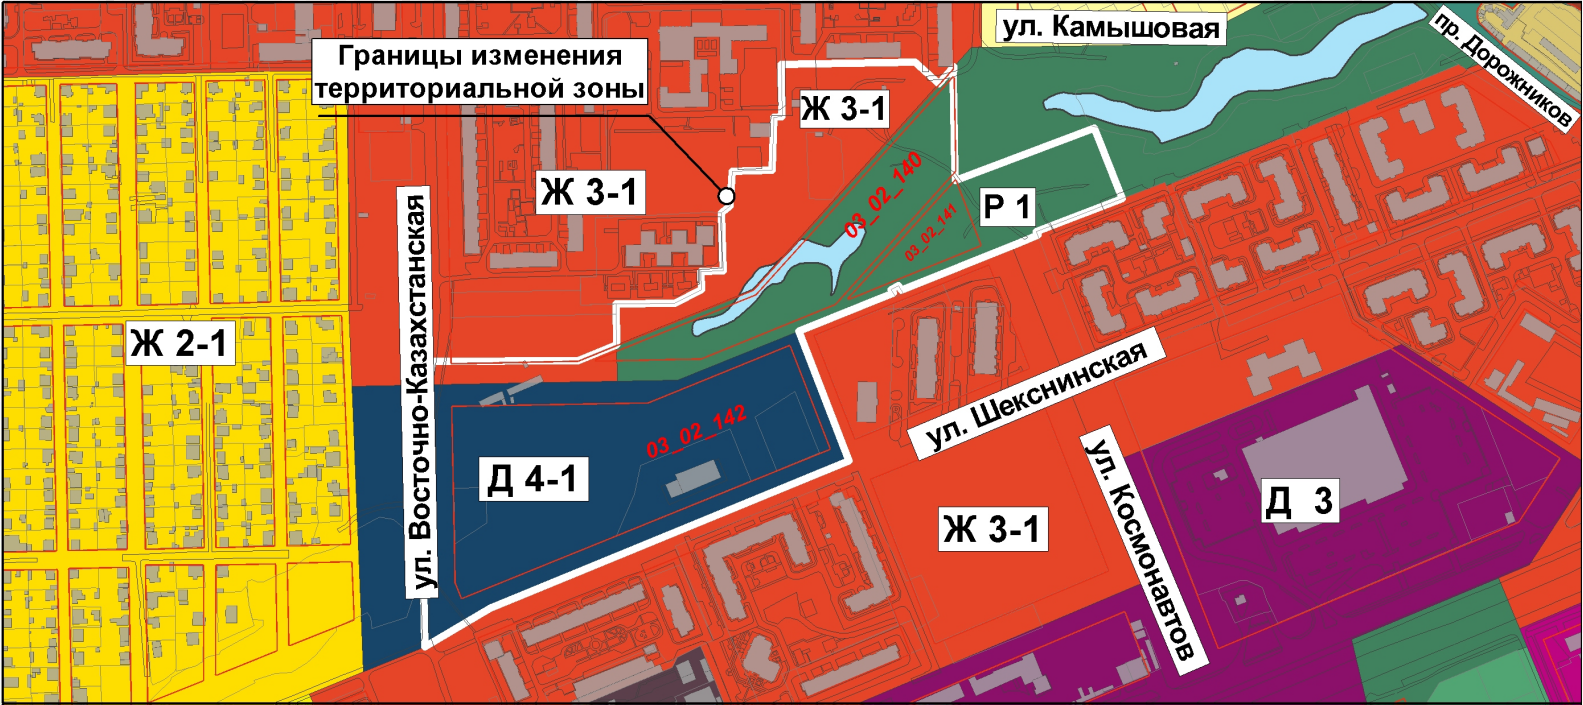 ул. Камышовая
пр. Дорожников
Границы изменения
территориальной зоны
Ж 3-1
Ж 3-1
03_02_140
Р 1
03_02_141
ул. Восточно-Казахстанская
Ж 2-1
ул. Шекснинская
03_02_142
Д 4-1
Ж 3-1
ул. Космонавтов
Д 3